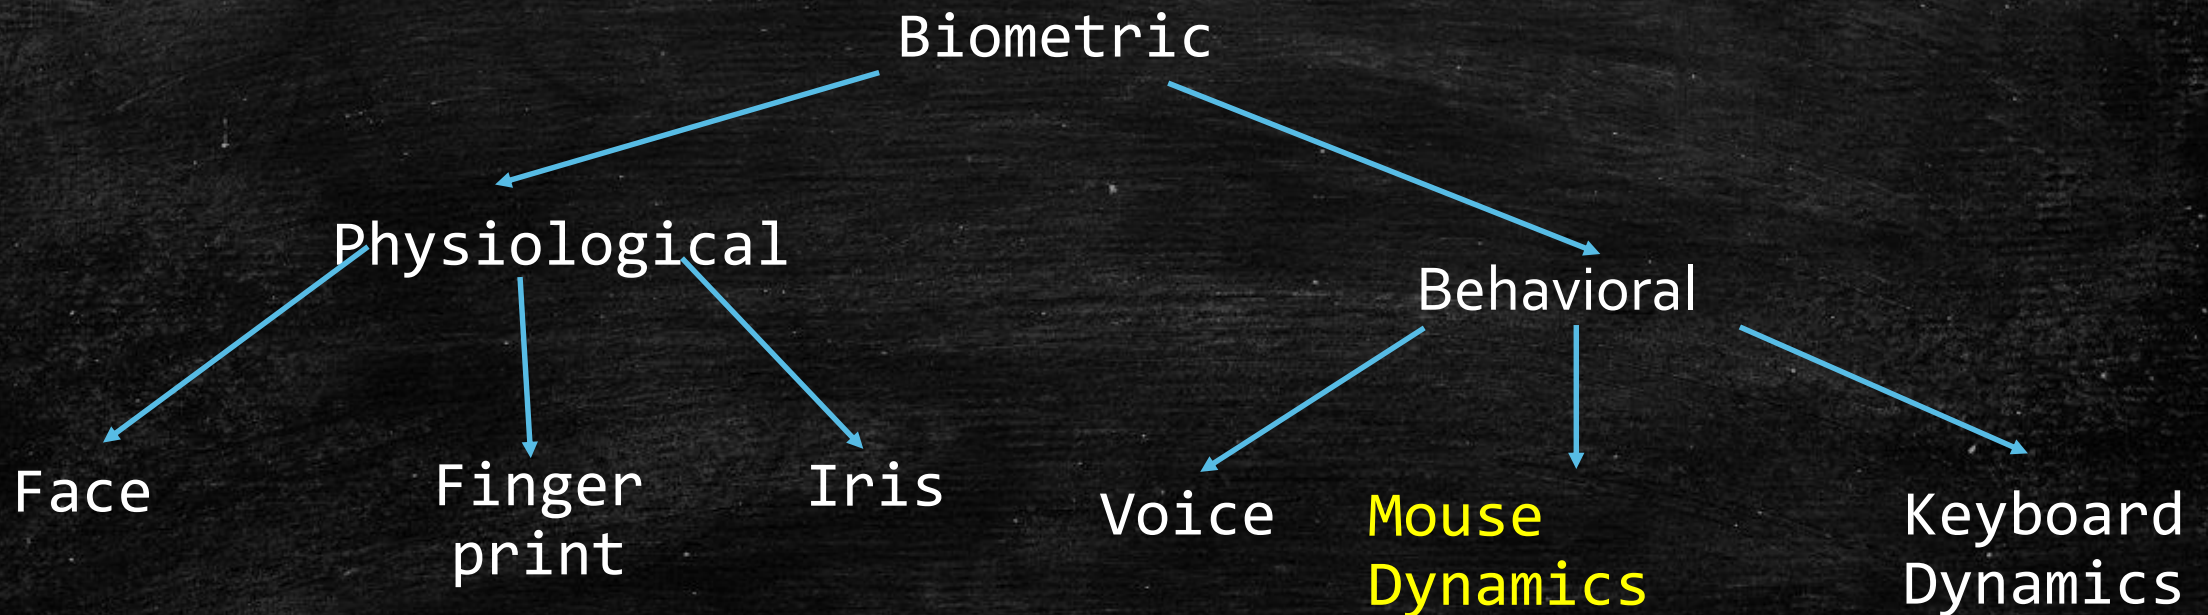 Biometric
Physiological
Behavioral
Face
Finger
print
Iris
Voice
Mouse
Dynamics
Keyboard
Dynamics